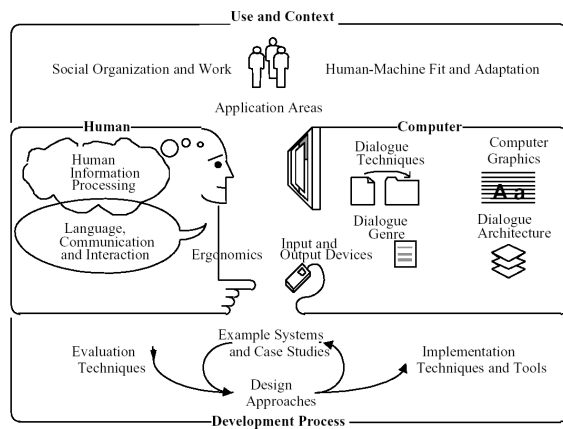 Use and Context
Social Organization and Work
Human-Machine Fit and Adaptation
Application Areas
Human
Computer
Human
Information
Processing
Language,
Communication
and Interaction
Ergonomics
Dialogue
Techniques
Computer
Graphics
A a
Dialogue
Genre
Dialogue
Architecture
Input and
Output Devices
Example Systems
and Case Studies
Evaluation
Techniques
Implementation
Techniques and Tools
Design
Approaches
Development Process